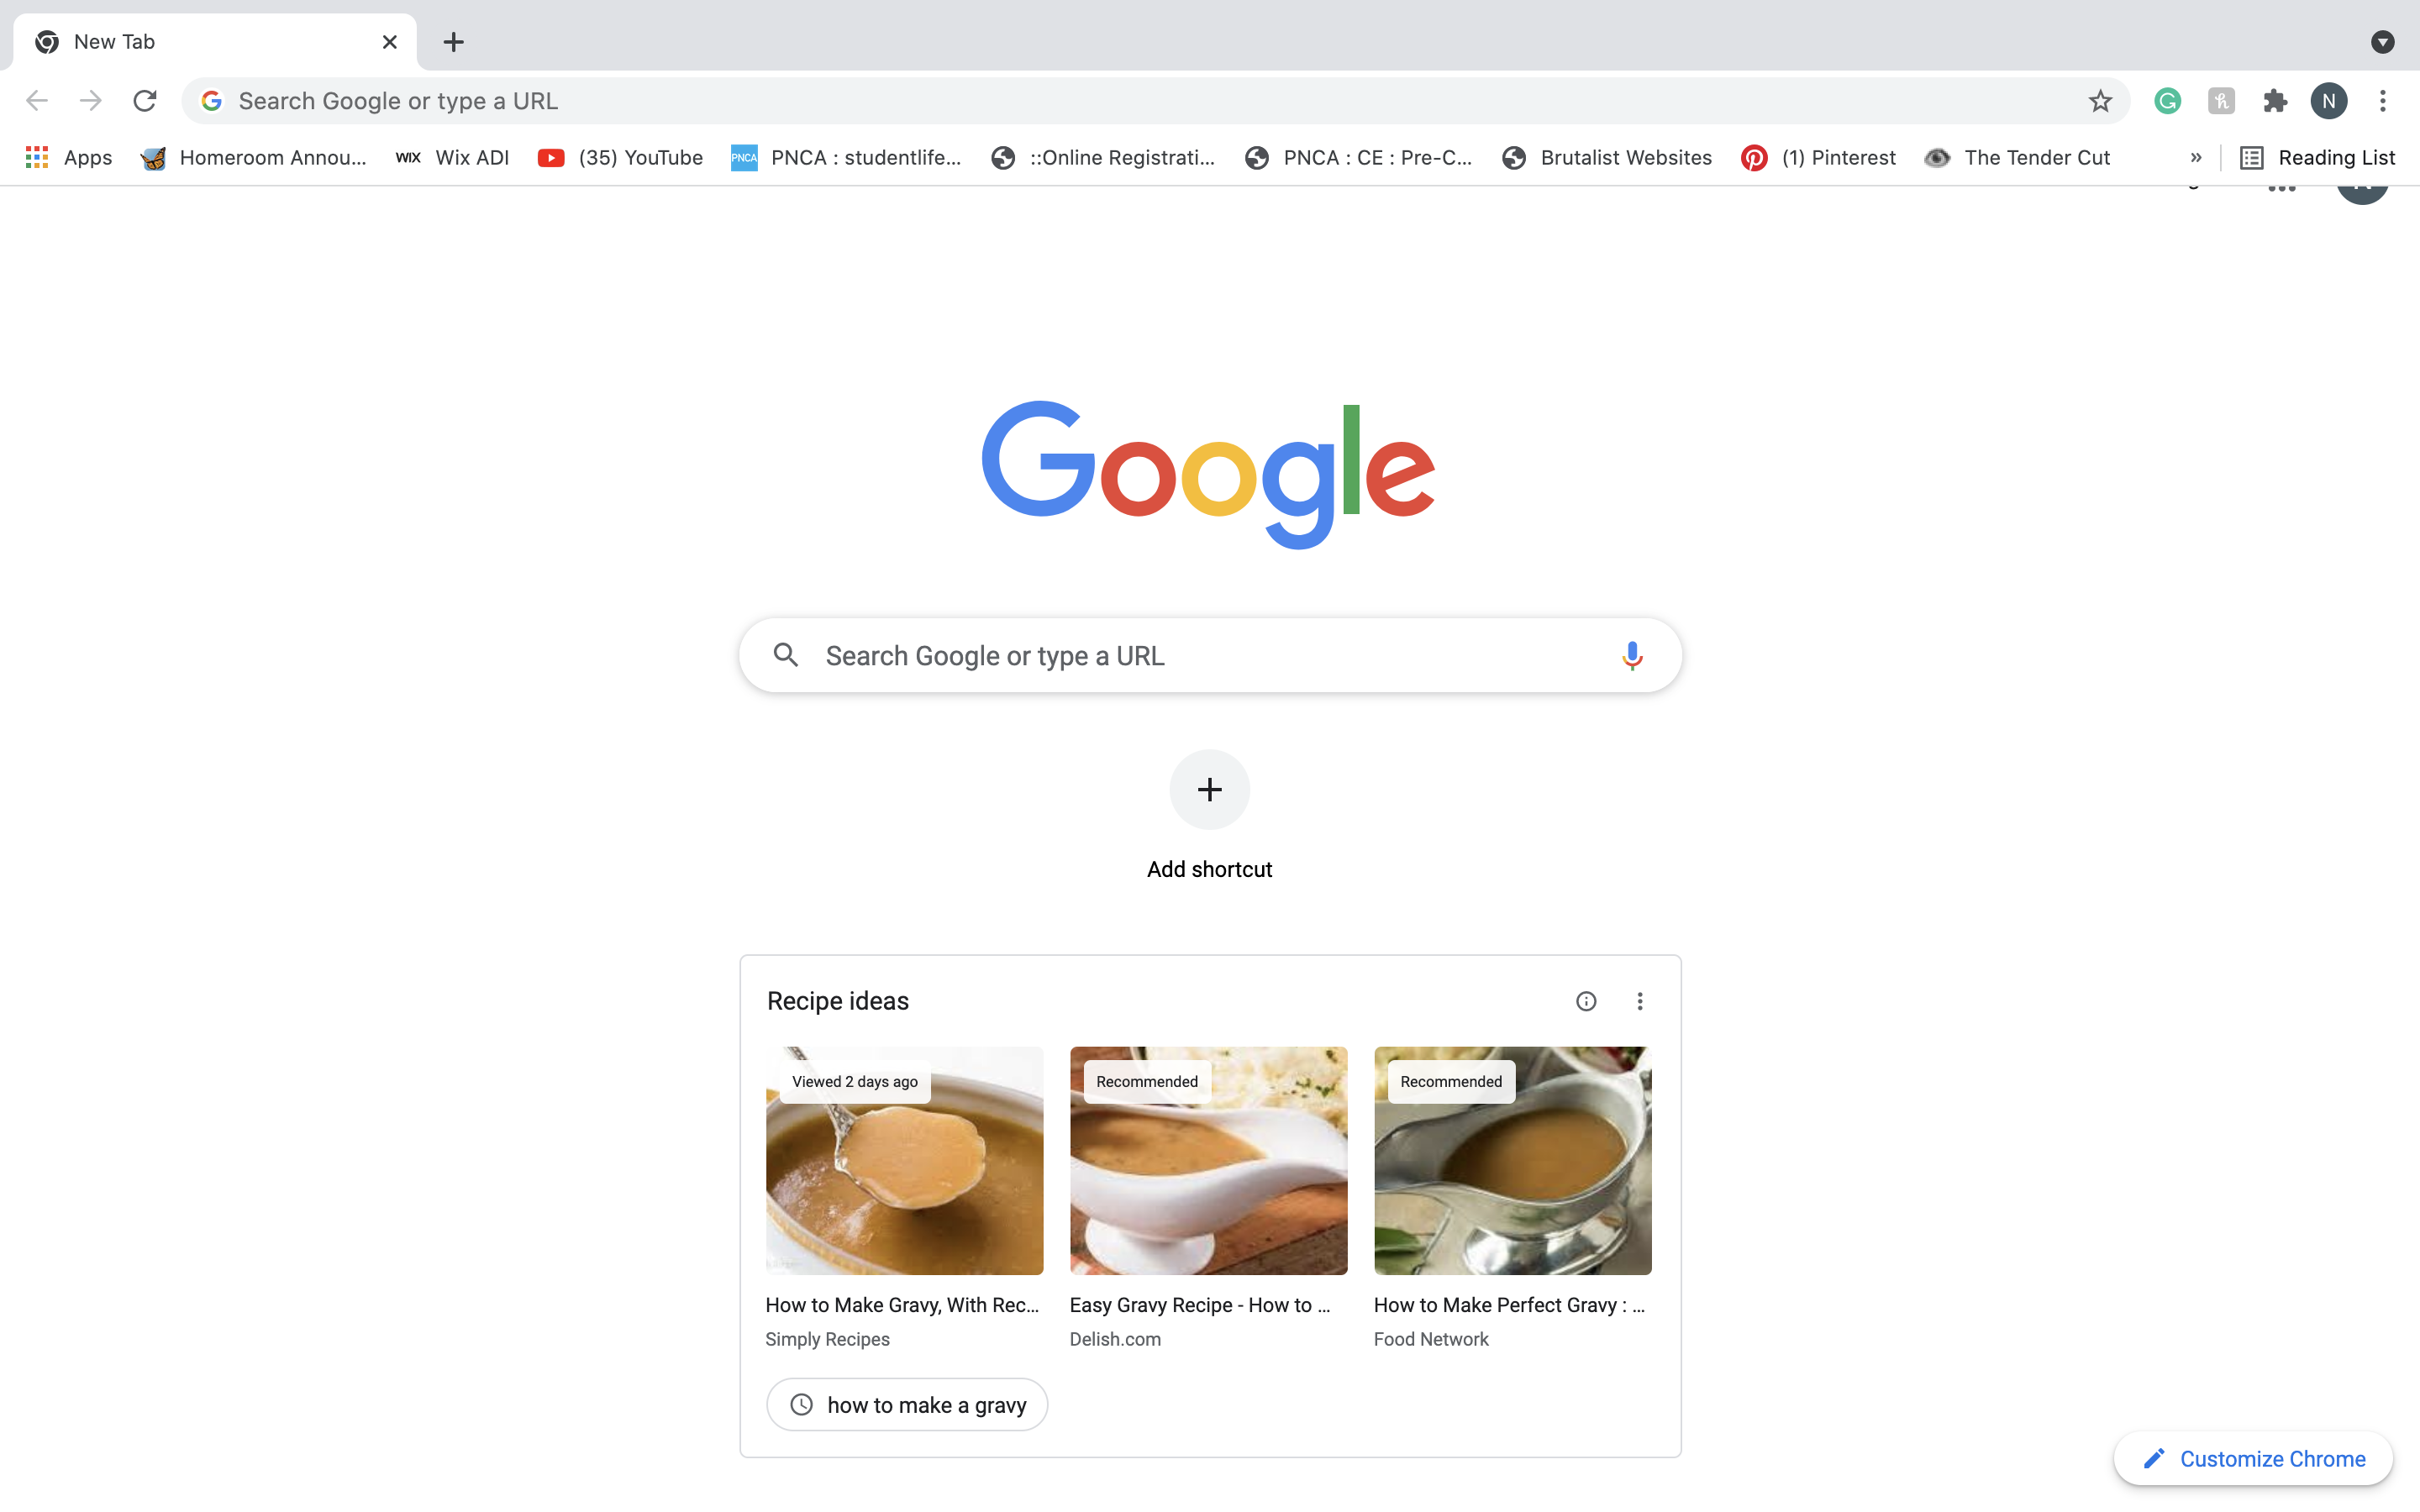 New Tab
Search Google or type a URL
N
Apps
Homeroom Annou...
WIX Wix ADI
(35) YouTube
PNCA PNCA : studentlife...
::Online Registrati...
PNCA : CE : Pre-C...
Brutalist Websites
(1) Pinterest
The Tender Cut
»
Reading List
Google
Search Google or type a URL
Add shortcut
Recipe ideas
Viewed 2 days ago
Recommended
Recommended
How to Make Gravy, With Rec...
Easy Gravy Recipe - How to ...
How to Make Perfect Gravy : ...
Simply Recipes
Delish.com
Food Network
how to make a gravy
Customize Chrome